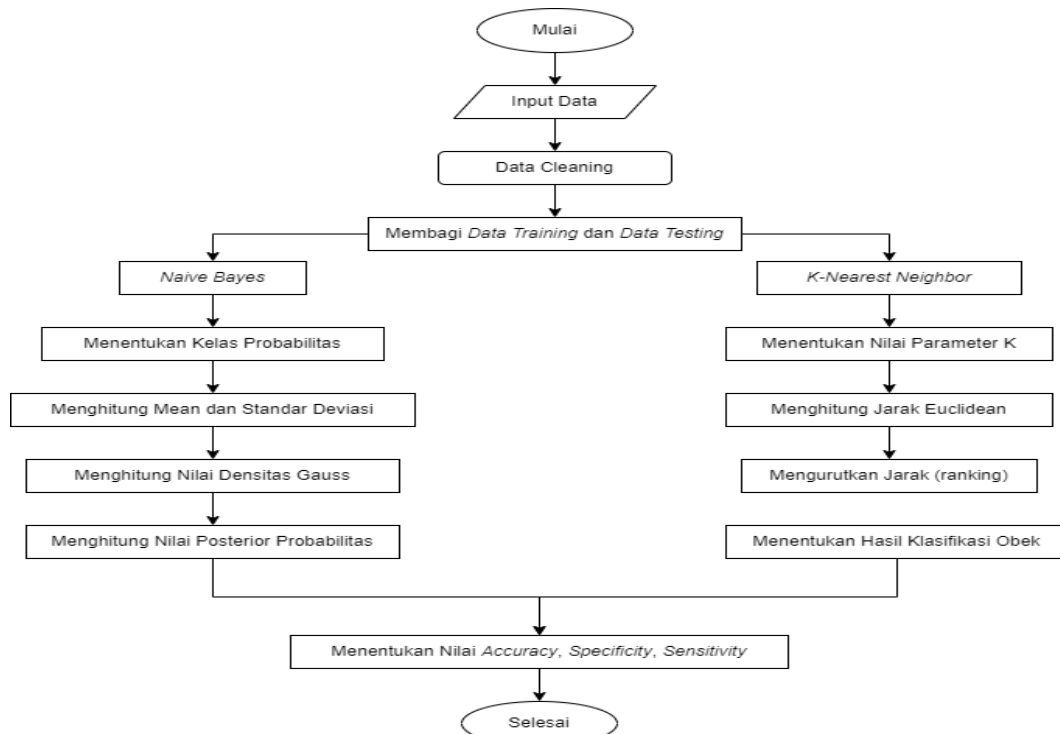 Mulai
Input Data
Data Cleaning
Membagi Data Training dan Data Testing
Naive Bayes
Menentukan Kelas Probabilitas
Menghitung Mean dan Standar Deviasi
Menghitung Nilai Densitas Gauss
Menghitung Nilai Posterior Probabilitas
K-Nearest Neighbor
Menentukan Nilai Parameter K
Menghitung Jarak Euclidean
Mengurutkan Jarak (ranking)
Menentukan Hasil Klasifikasi Obek
Menentukan Nilai Accuracy, Specificity, Sensitivity
Selesai